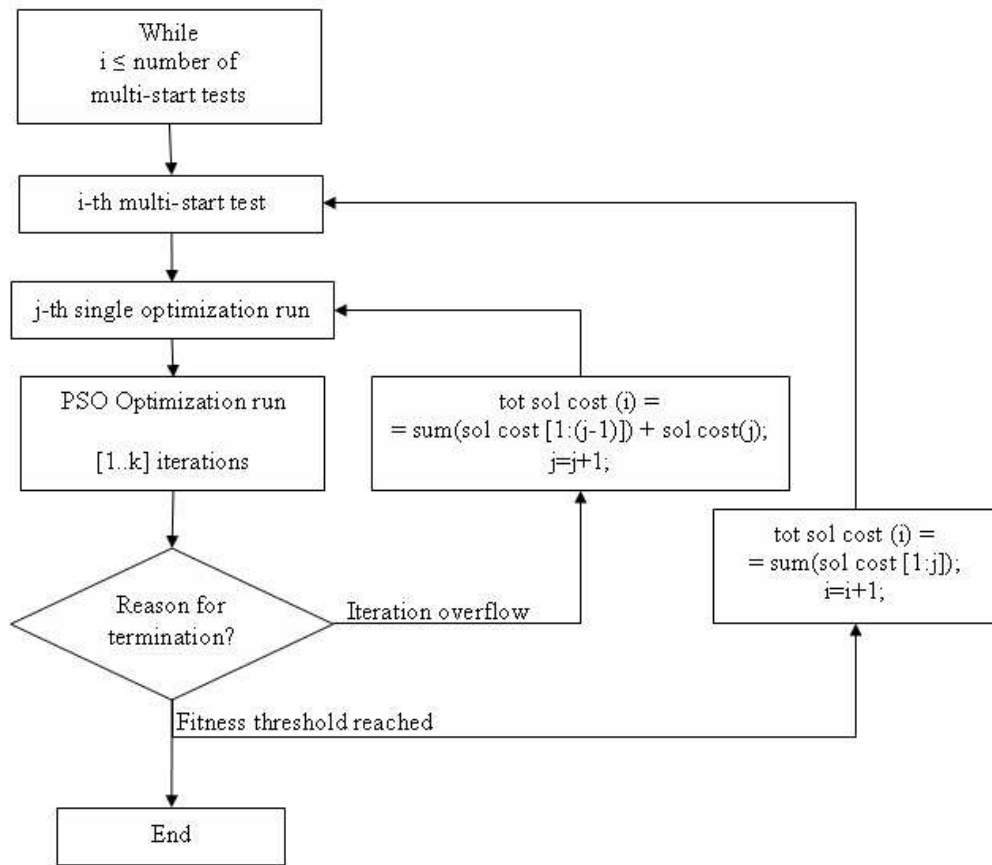 While
i ≤ number of
multi-start tests
i-th multi-start test
j-th single optimization run
PSO Optimization run
[1..k] iterations
tot sol cost (i) =
= sum(sol cost [1:(j-1)]) + sol cost(j);
j=j+1;
tot sol cost (i) =
= sum(sol cost [1:j]);
i=i+1;
Reason for
termination?
Iteration overflow
Fitness threshold reached
End